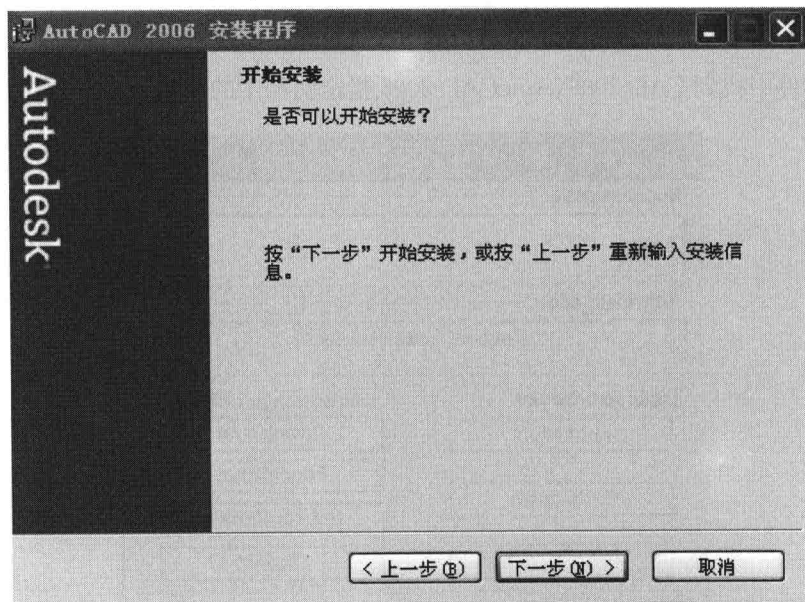 AutoCAD 2006 安装程序
Autodesk
开始安装
是否可以开始安装?
按“下一步”开始安装,或按“上一步”重新输入安装信
息。
< 上一步(B)
下一步(N) >
取消